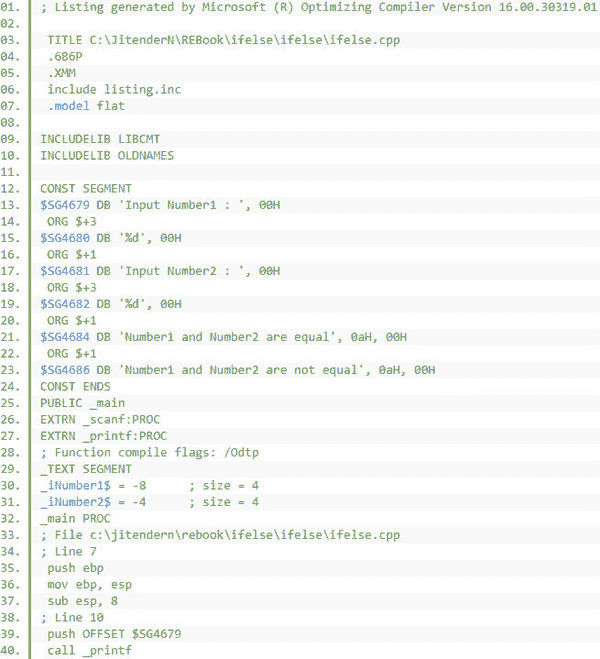 01. ; Listing generated by Microsoft (R) Optimizing Compiler Version 16.00.30319.01
02.
03. TITLE C:\JitenderN\REBook\ifelse\ifelse\ifelse.cpp
04. .686P
05. .XMM
06. include listing.inc
07. .model flat
08.
09. INCLUDELIB LIBCMT
10. INCLUDELIB OLDNAMES
11.
12. CONST SEGMENT
13. $SG4679 DB 'Input Number1 : ', 00H
14. ORG $+3
15. $SG4680 DB '%d', 00H
16. ORG $+1
17. $SG4681 DB 'Input Number2 : ', 00H
18. ORG $+3
19. $SG4682 DB '%d', 00H
20. ORG $+1
21. $SG4684 DB 'Number1 and Number2 are equal', 0aH, 00H
22. ORG $+1
23. $SG4686 DB 'Number1 and Number2 are not equal', 0aH, 00H
24. CONST ENDS
25. PUBLIC _main
26. EXTRN _scanf:PROC
27. EXTRN _printf:PROC
28. ; Function compile flags: /Odtp
29. _TEXT SEGMENT
30. _iNumber1$ = -8 ; size = 4
31. _iNumber2$ = -4 ; size = 4
32. _main PROC
33. ; File c:\jitendern\rebook\ifelse\ifelse\ifelse.cpp
34. ; Line 7
35. push ebp
36. mov ebp, esp
37. sub esp, 8
38. ; Line 10
39. push OFFSET $SG4679
40. call _printf